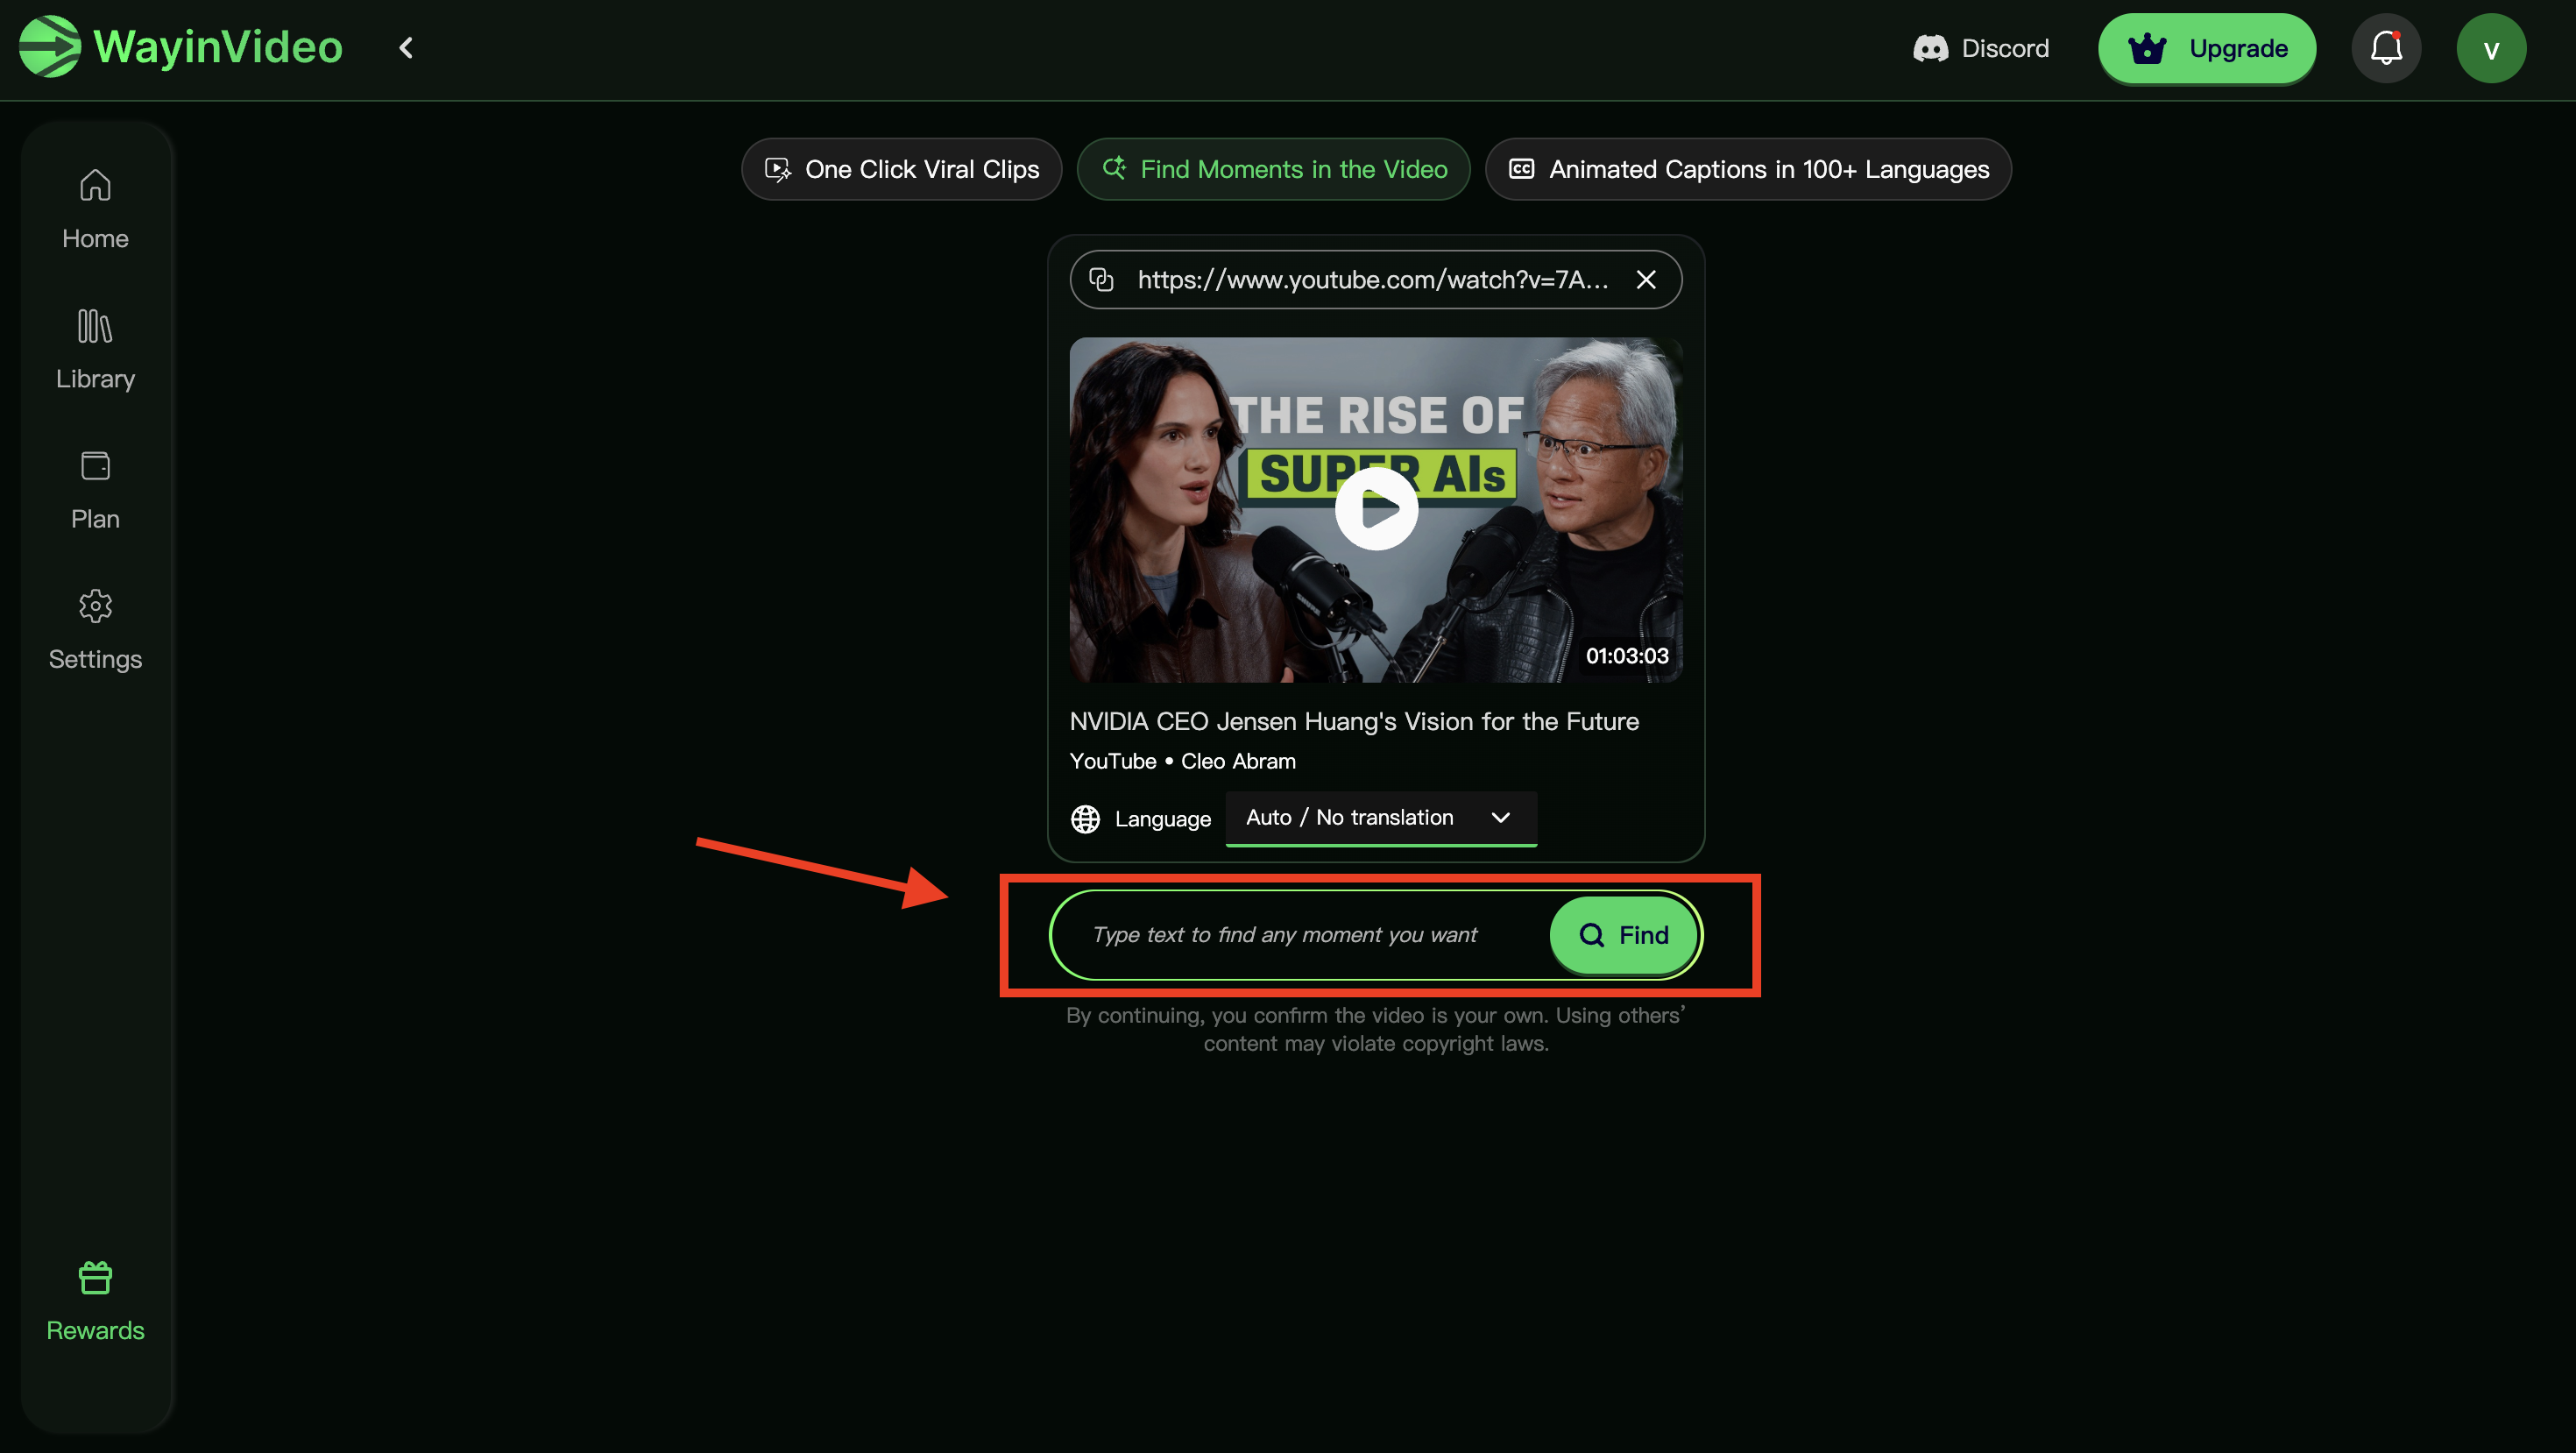 WayinVideo
Discord
Upgrade
V
One Click Viral Clips
Find Moments in the Video
CC Animated Captions in 100+ Languages
Home
Library
Plan
Settings
Rewards
https://www.youtube.com/watch?v=7A...
THE RISE OF
SUPER AIs
01:03:03
NVIDIA CEO Jensen Huang's Vision for the Future
YouTube • Cleo Abram
Language
Auto / No translation
Type text to find any moment you want
Find
By continuing, you confirm the video is your own. Using others’
content may violate copyright laws.